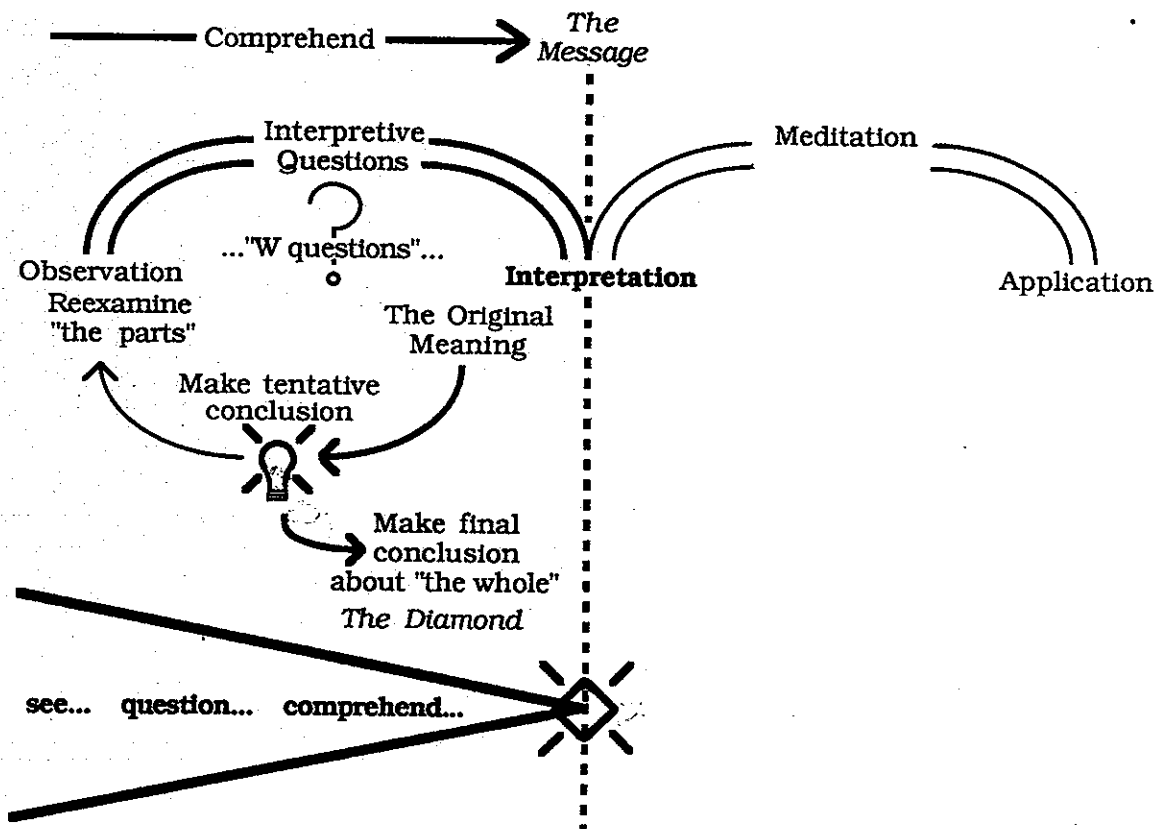 Comprehend
The
Message
Interpretive
Questions
Meditation
..."W questions"...
Observation
Interpretation
Application
Reexamine
"the parts"
The Original
Meaning
Make tentative
conclusion
Make final
conclusion
about "the whole"
The Diamond
see... question... comprehend...